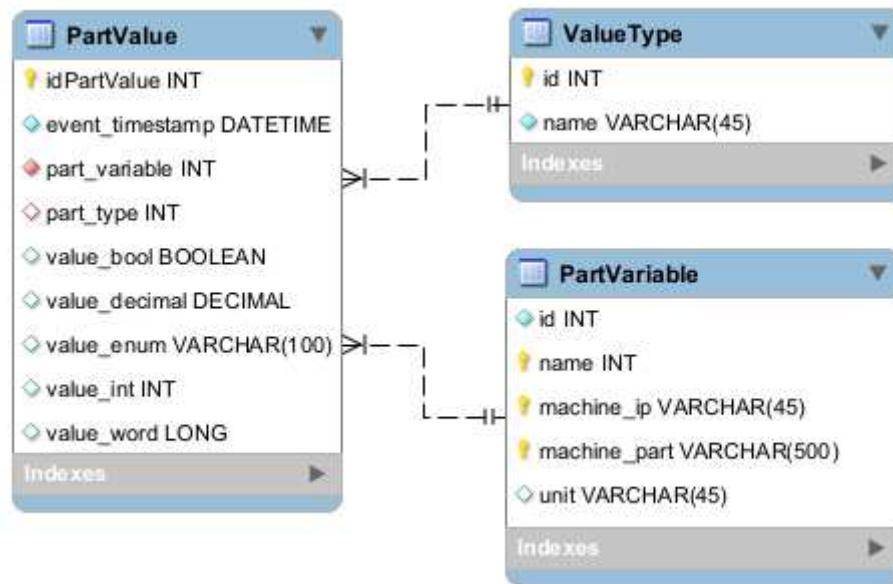 PartValue
idPartValue INT
event_timestamp DATETIME
part_variable INT
part_type INT
value_bool BOOLEAN
value_decimal DECIMAL
value_enum VARCHAR(100)
value_int INT
value_word LONG
Indexes
ValueType
id INT
name VARCHAR(45)
Indexes
PartVariable
id INT
name INT
machine_ip VARCHAR(45)
machine_part VARCHAR(500)
unit VARCHAR(45)
Indexes